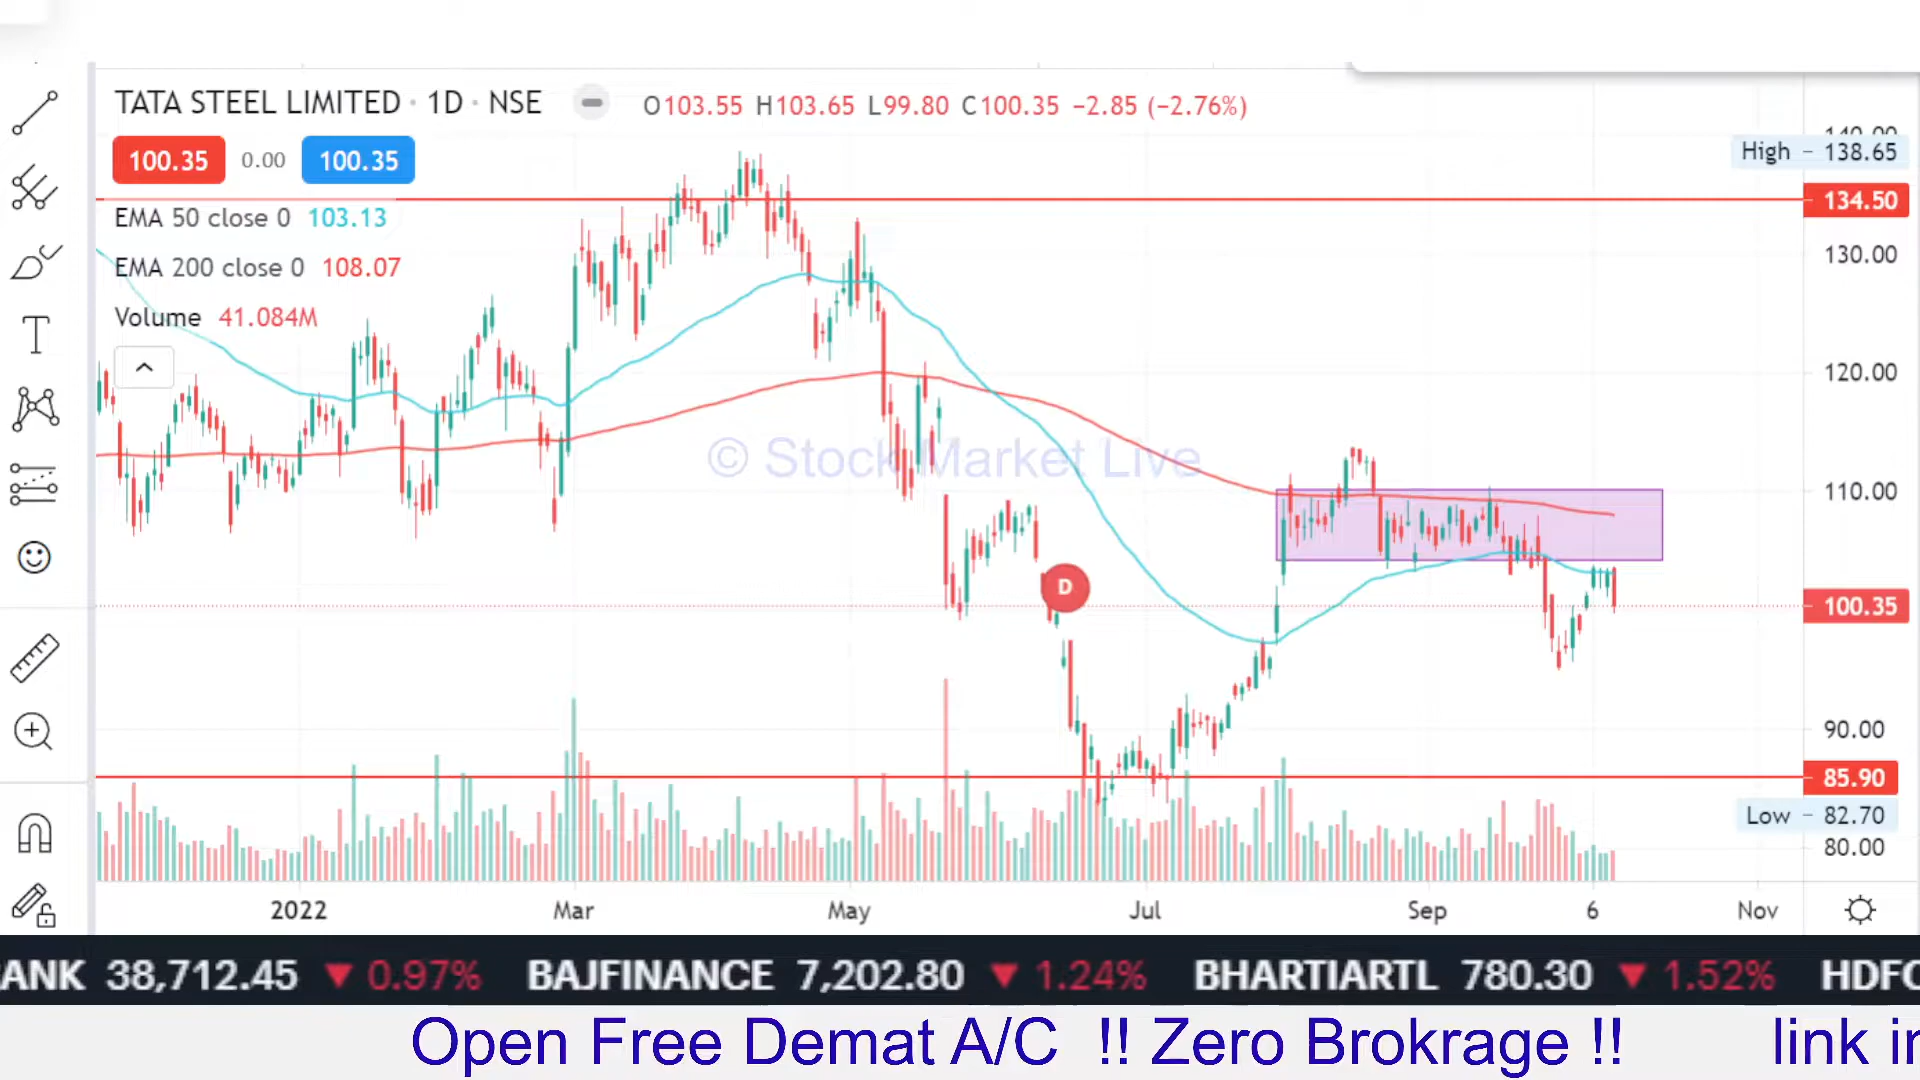 TATA STEEL LIMITED · 1D · NSE
O103.55 H103.65 L99.80 C100.35 −2.85 (−2.76%)
100.35 0.00 100.35
EMA 50 close 0 103.13
EMA 200 close 0 108.07
Volume 41.084M
© Stock Market Live
D
140.00
High - 138.65
134.50
130.00
120.00
110.00
100.35
90.00
85.90
Low - 82.70
80.00
2022 Mar May Jul Sep 6 Nov
ANK 38,712.45 ▼ 0.97% BAJFINANCE 7,202.80 ▼ 1.24% BHARTIARTL 780.30 ▼ 1.52% HDFC
Open Free Demat A/C !! Zero Brokrage !! link in